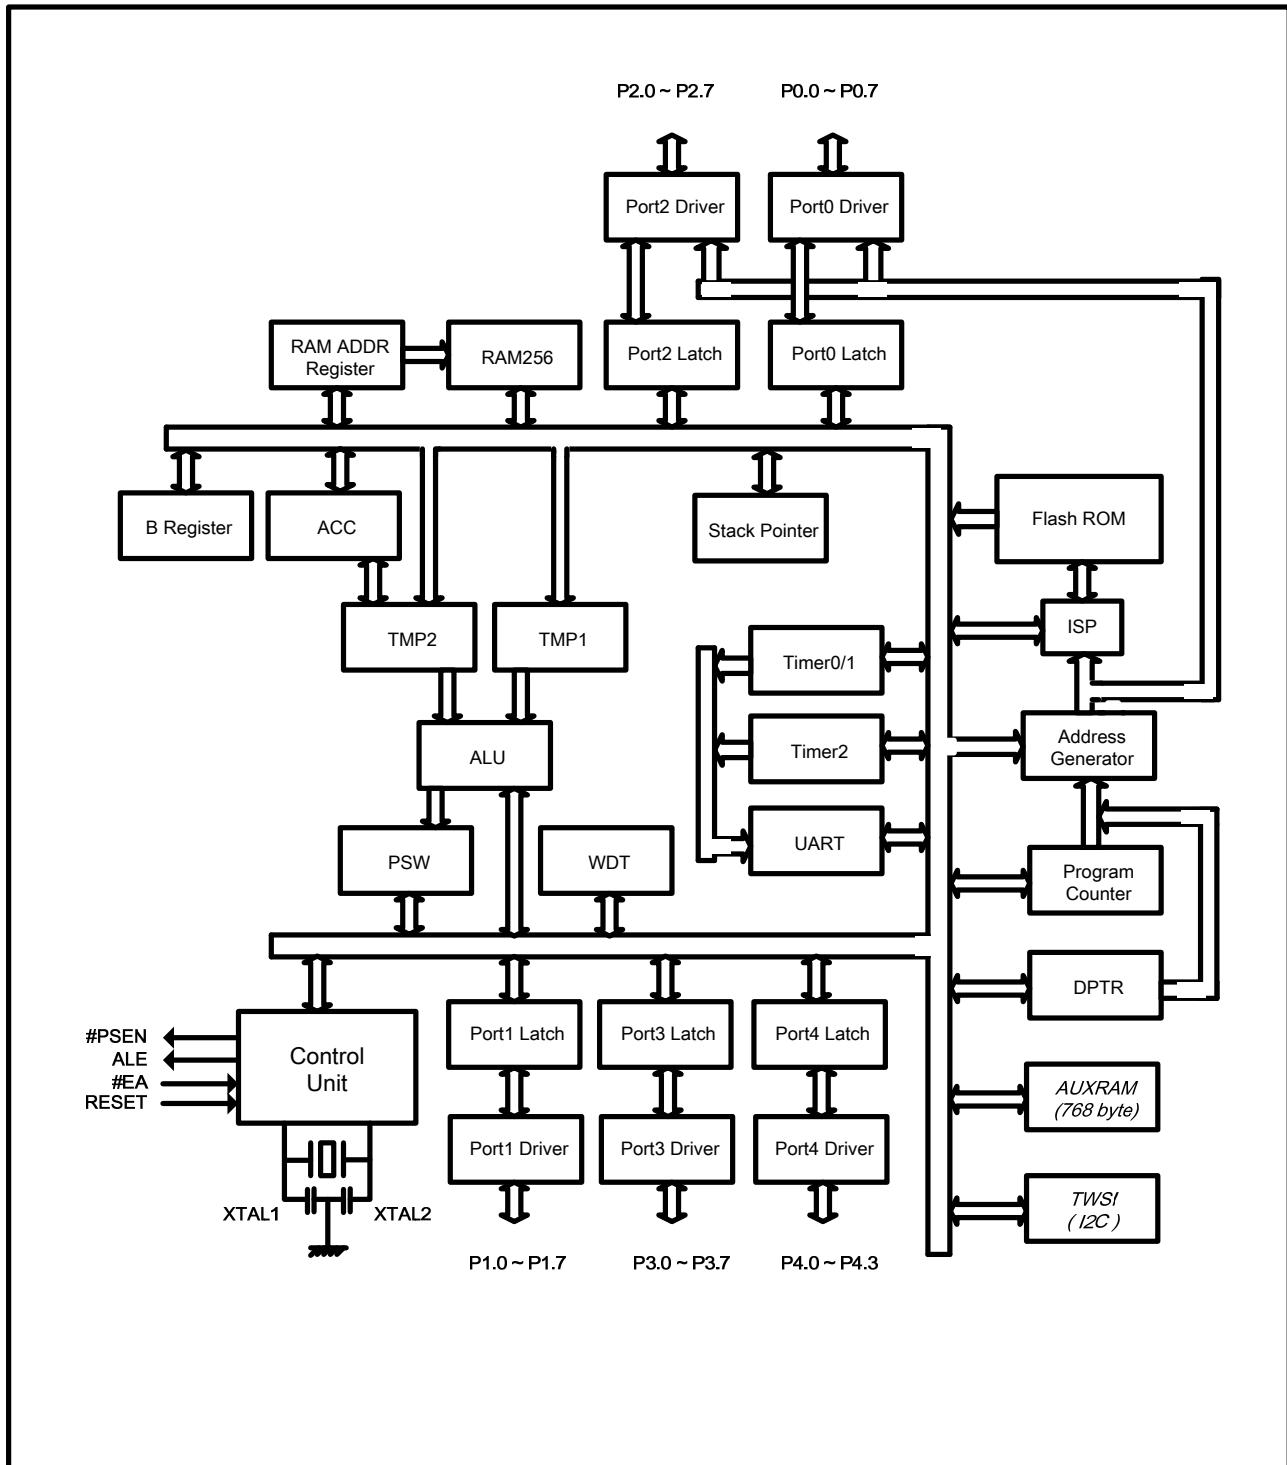 P2.0 ~ P2.7
P0.0 ~ P0.7
Port2 Driver
Port0 Driver
RAM ADDR
Register
RAM256
Port2 Latch
Port0 Latch
B Register
ACC
Stack Pointer
Flash ROM
TMP2
TMP1
ISP
Timer0/1
ALU
Timer2
Address
Generator
PSW
WDT
UART
Program
Counter
DPTR
#PSEN
ALE
#EA
RESET
Control
Unit
Port1 Latch
Port3 Latch
Port4 Latch
AUXRAM
(768 byte)
Port1 Driver
Port3 Driver
Port4 Driver
XTAL1
XTAL2
TWSI
( I2C )
P1.0 ~ P1.7
P3.0 ~ P3.7
P4.0 ~ P4.3